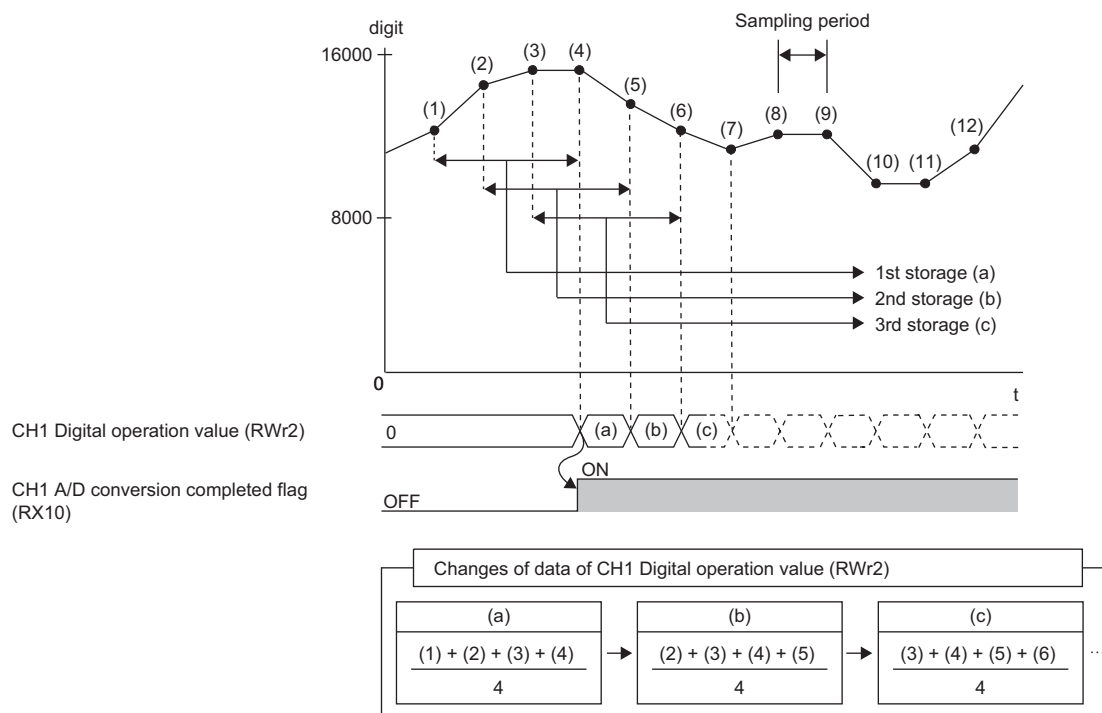 digit
Sampling period
16000
(1)
(2)
(3)
(4)
(5)
(6)
(7)
(8)
(9)
(10)
(11)
(12)
8000
1st storage (a)
2nd storage (b)
3rd storage (c)
0
t
CH1 Digital operation value (RWr2)
0
(a)
(b)
(c)
CH1 A/D conversion completed flag
(RX10)
OFF
ON
Changes of data of CH1 Digital operation value (RWr2)
(a)
(1) + (2) + (3) + (4)
4
(b)
(2) + (3) + (4) + (5)
4
(c)
(3) + (4) + (5) + (6)
4
...